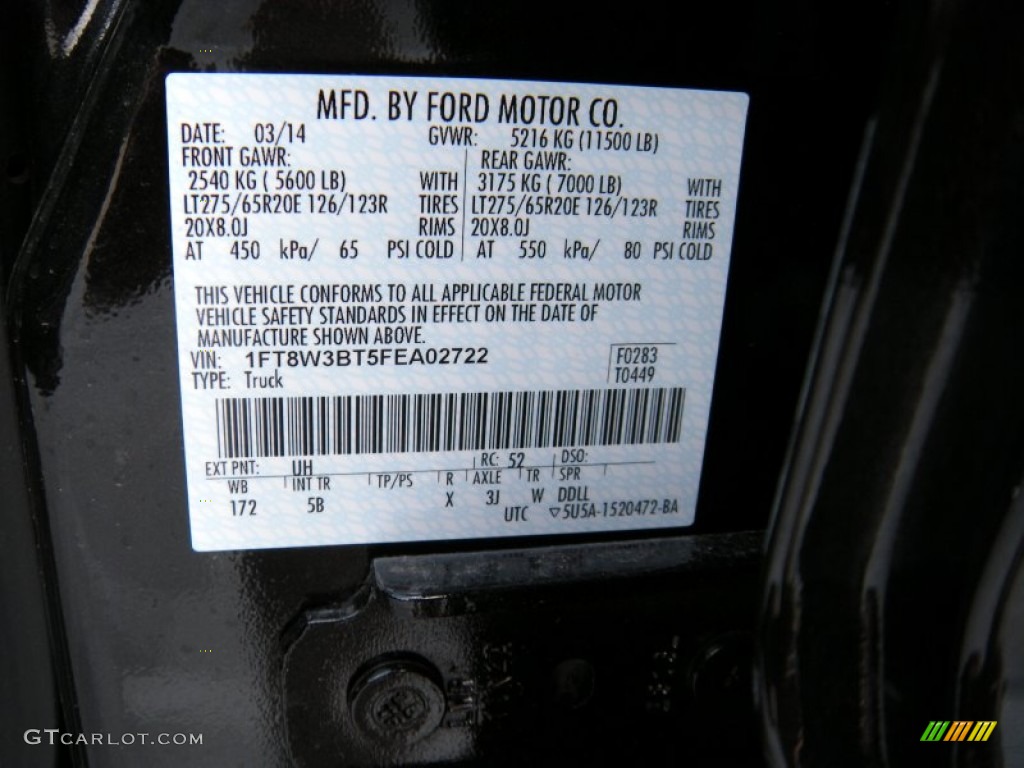 MFD. BY FORD MOTOR CO.
DATE: 03/14 GVWR: 5216 KG (11500 LB)
FRONT GAWR: REAR GAWR:
2540 KG ( 5600 LB) WITH 3175 KG ( 7000 LB) WITH
LT275/65R20E 126/123R TIRES LT275/65R20E 126/123R TIRES
20X8.0J RIMS 20X8.0J RIMS
AT 450 kPa/ 65 PSI COLD AT 550 kPa/ 80 PSI COLD
THIS VEHICLE CONFORMS TO ALL APPLICABLE FEDERAL MOTOR
VEHICLE SAFETY STANDARDS IN EFFECT ON THE DATE OF
MANUFACTURE SHOWN ABOVE.
VIN: 1FT8W3BT5FEA02722 F0283
TYPE: Truck T0449
EXT PNT: UH RC: 52 DSO:
WB INT TR TP/PS R AXLE TR SPR
172 5B X 3J W DDLL
UTC ▽5U5A-1520472-BA
GTCARLOT.COM